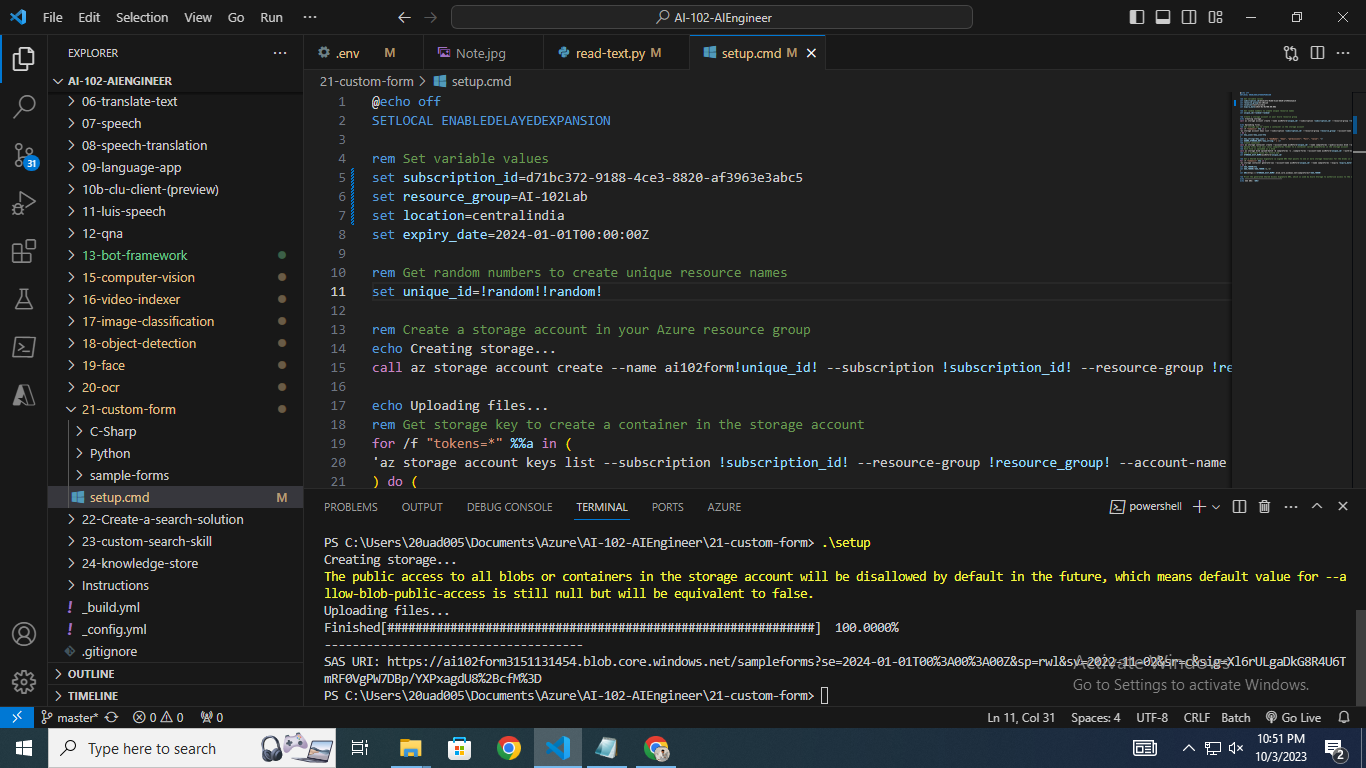 File Edit Selection View Go Run ··· AI-102-AIEngineer
EXPLORER ···
AI-102-AIENGINEER
06-translate-text
07-speech
08-speech-translation
09-language-app
10b-clu-client-(preview)
11-luis-speech
12-qna
13-bot-framework
15-computer-vision
16-video-indexer
17-image-classification
18-object-detection
19-face
20-ocr
21-custom-form
C-Sharp
Python
sample-forms
setup.cmd M
22-Create-a-search-solution
23-custom-search-skill
24-knowledge-store
Instructions
! _build.yml
! _config.yml
.gitignore
OUTLINE
TIMELINE
31
.env M Note.jpg read-text.py M setup.cmd M
21-custom-form > setup.cmd
1 @echo off
2 SETLOCAL ENABLEDELAYEDEXPANSION
3
4 rem Set variable values
5 set subscription_id=d71bc372-9188-4ce3-8820-af3963e3abc5
6 set resource_group=AI-102Lab
7 set location=centralindia
8 set expiry_date=2024-01-01T00:00:00Z
9
10 rem Get random numbers to create unique resource names
11 set unique_id=!random!!random!
12
13 rem Create a storage account in your Azure resource group
14 echo Creating storage...
15 call az storage account create --name ai102form!unique_id! --subscription !subscription_id! --resource-group !re
16
17 echo Uploading files...
18 rem Get storage key to create a container in the storage account
19 for /f "tokens=*" %%a in (
20 'az storage account keys list --subscription !subscription_id! --resource-group !resource_group! --account-name
21 ) do (
PROBLEMS OUTPUT DEBUG CONSOLE TERMINAL PORTS AZURE powershell
PS C:\Users\20uad005\Documents\Azure\AI-102-AIEngineer\21-custom-form> .\setup
Creating storage...
The public access to all blobs or containers in the storage account will be disallowed by default in the future, which means default value for --a
llow-blob-public-access is still null but will be equivalent to false.
Uploading files...
Finished[#############################################################] 100.0000%
----------------------------------
SAS URI: https://ai102form3151131454.blob.core.windows.net/sampleforms?se=2024-01-01T00%3A00%3A00Z&sp=rwl&sv=2022-11-02&sr=c&sig=Xl6rULgaDkG8R4U6T
mRF0VgPW7DBp/YXPxagdU8%2BcfM%3D
PS C:\Users\20uad005\Documents\Azure\AI-102-AIEngineer\21-custom-form>
Activate Windows
Go to Settings to activate Windows.
master* 0 0 0 Ln 11, Col 31 Spaces: 4 UTF-8 CRLF Batch Go Live
Type here to search
10:51 PM
10/3/2023
2